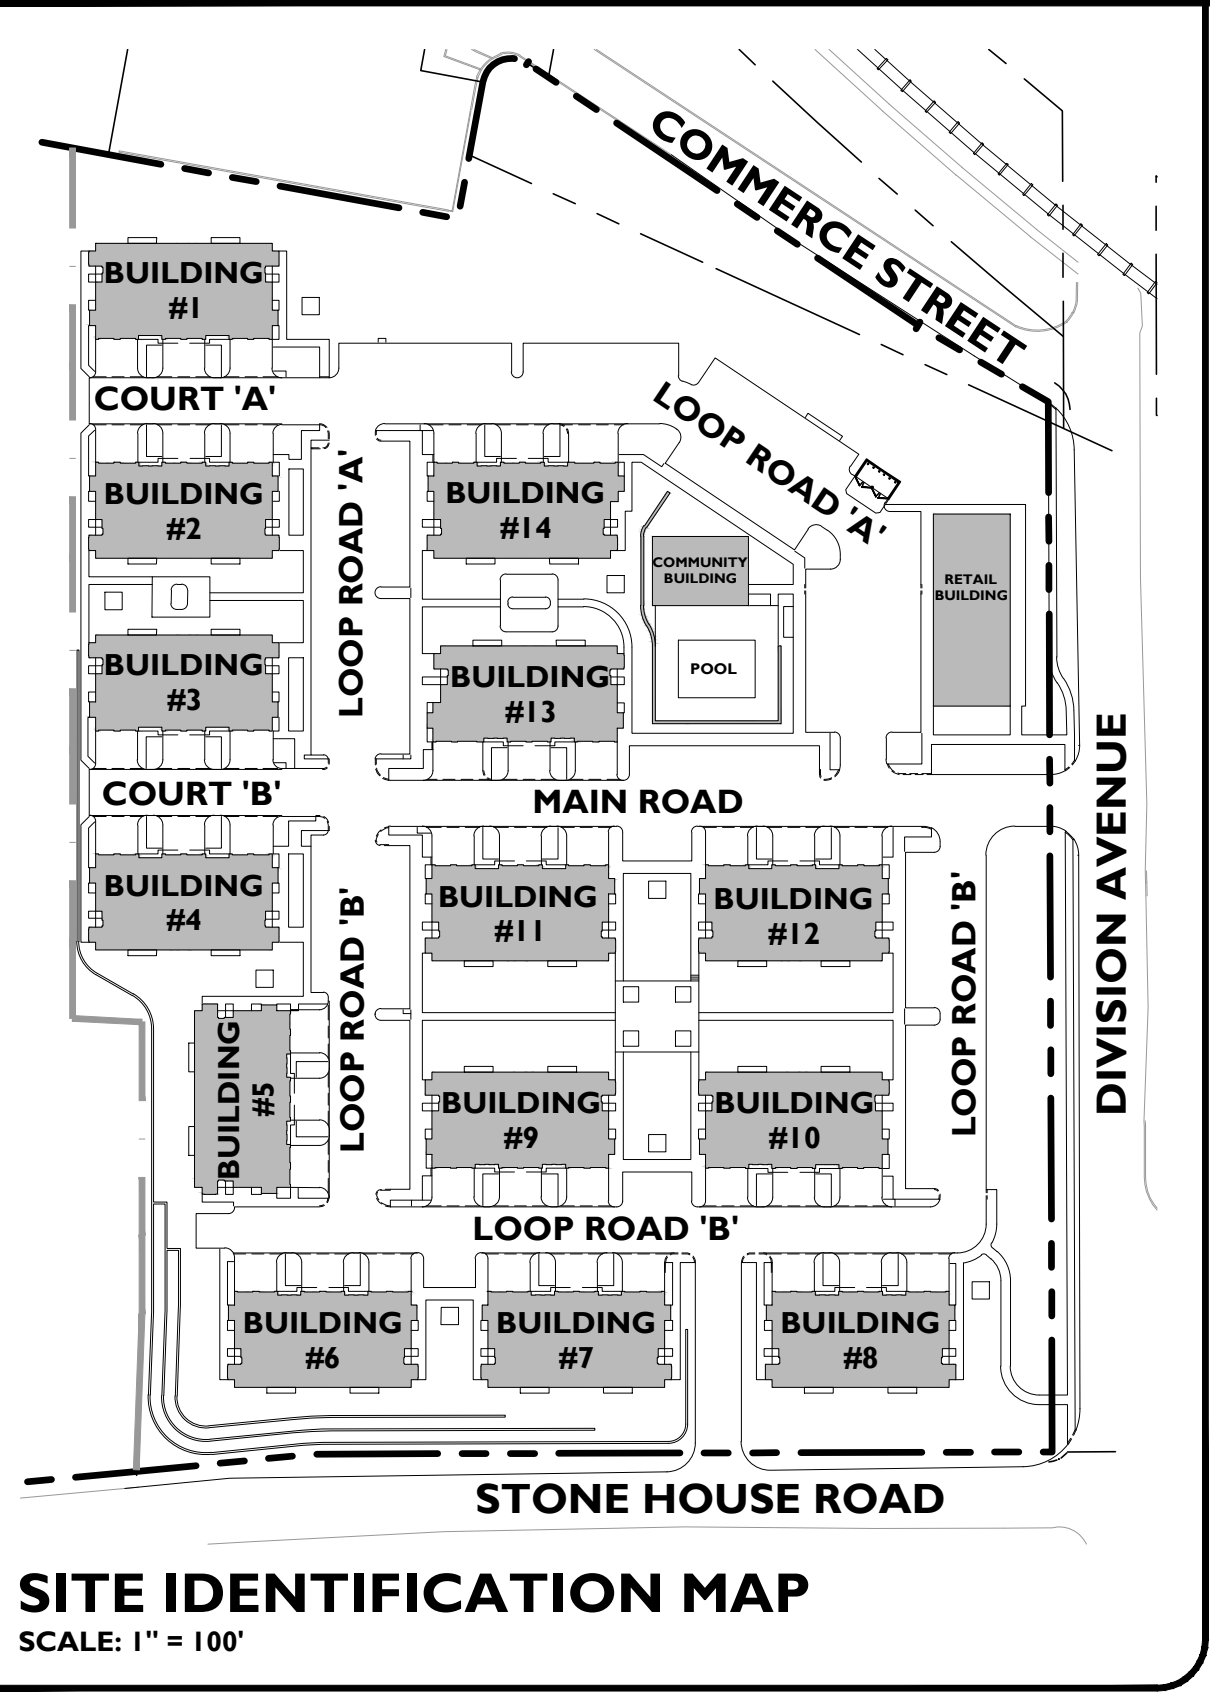 COMMERCE STREET
BUILDING
#1
COURT 'A'
LOOP ROAD 'A'
BUILDING
#2
LOOP ROAD 'A'
BUILDING
#14
COMMUNITY
BUILDING
RETAIL
BUILDING
BUILDING
#3
BUILDING
#13
POOL
COURT 'B'
MAIN ROAD
DIVISION AVENUE
BUILDING
#4
LOOP ROAD 'B'
BUILDING
#11
BUILDING
#12
LOOP ROAD 'B'
BUILDING
#5
BUILDING
#9
BUILDING
#10
LOOP ROAD 'B'
BUILDING
#6
BUILDING
#7
BUILDING
#8
STONE HOUSE ROAD
SITE IDENTIFICATION MAP
SCALE: 1" = 100'